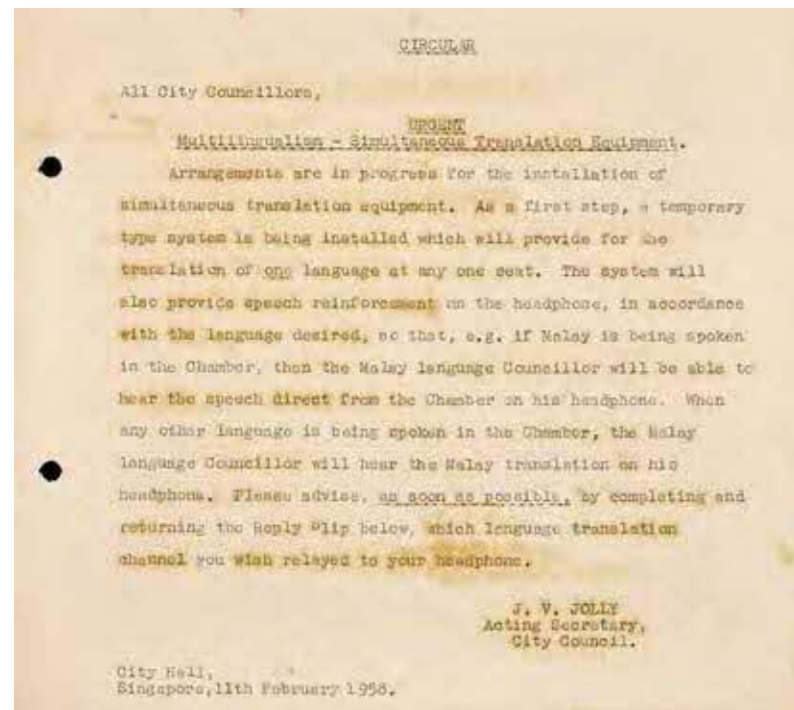 CIRCULAR
All City Councillors,
URGENT
Multilingualism - Simultaneous Translation Equipment.
Arrangements are in progress for the installation of
simultaneous translation equipment. As a first step, a temporary
type system is being installed which will provide for the
translation of one language at any one seat. The system will
also provide speech reinforcement on the headphone, in accordance
with the language desired, so that, e.g. if Malay is being spoken
in the Chamber, then the Malay language Councillor will be able to
hear the speech direct from the Chamber on his headphone. When
any other language is being spoken in the Chamber, the Malay
language Councillor will hear the Malay translation on his
headphone. Please advise, as soon as possible, by completing and
returning the Reply Slip below, which language translation
channel you wish relayed to your headphone.
J. V. JOLLY
Acting Secretary,
City Council.
City Hall,
Singapore, 11th February 1958.